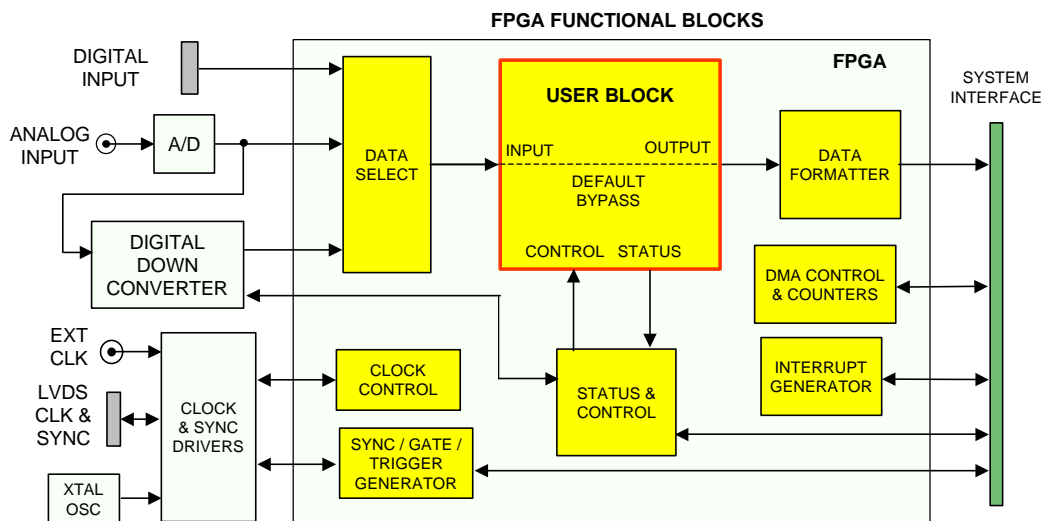 FPGA FUNCTIONAL BLOCKS
DIGITAL
INPUT
ANALOG
INPUT
A/D
DIGITAL
DOWN
CONVERTER
EXT
CLK
LVDS
CLK &
SYNC
XTAL
OSC
CLOCK
& SYNC
DRIVERS
DATA
SELECT
CLOCK
CONTROL
SYNC / GATE /
TRIGGER
GENERATOR
USER BLOCK
INPUT
OUTPUT
DEFAULT
BYPASS
CONTROL
STATUS
STATUS &
CONTROL
FPGA
DATA
FORMATTER
DMA CONTROL
& COUNTERS
INTERRUPT
GENERATOR
SYSTEM
INTERFACE